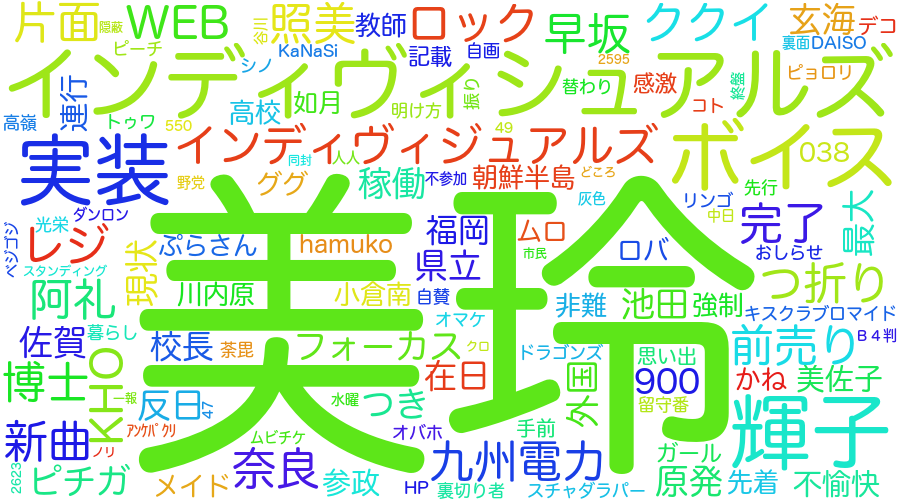 片面
WEB
隠蔽
谷川
照美
教師
ロック
早坂
ククイ
玄海
デコ
ピーチ
シノ
KaNaSi
記載
自画
2595
裏面
DAISO
インディヴィシュアルズ
連行
高嶺
トゥワ
550
高校
如月
明け方
振り
替わり
感激
コト
終盤
ピョロリ
実装
インディヴィジュアルズ
49
ボイス
038
野党
同封
人人
ググ
稼働
不参加
朝鮮半島
どころ
灰色
リンゴ
先行
中日
光栄
ダンロン
ベジゴジ
スタンディング
レジ
ぷらさん
hamuko
福岡
ムロ
市民
ロバ
完了
おしらせ
最大
美玲
現状
阿礼
川内原
小倉南
自賛
県立
オマケ
非難
池田
強制
つ折り
キスクラブロマイド
佐賀
暮らし
校長
荼毘
フォーカス
クロ
ドラゴンズ
思い出
前売り
B４判
博士
KHO
一報
反日
47
水曜
つき
在日
外国
900
留守番
かね
美佐子
新曲
ｱﾝｹﾊﾟｸﾘ
ノリ
ムビチケ
オバホ
手前
輝子
2623
ピチガ
メイド
奈良
参政
HP
九州電力
裏切り者
スチャダラパー
ガール
原発
先着
不愉快